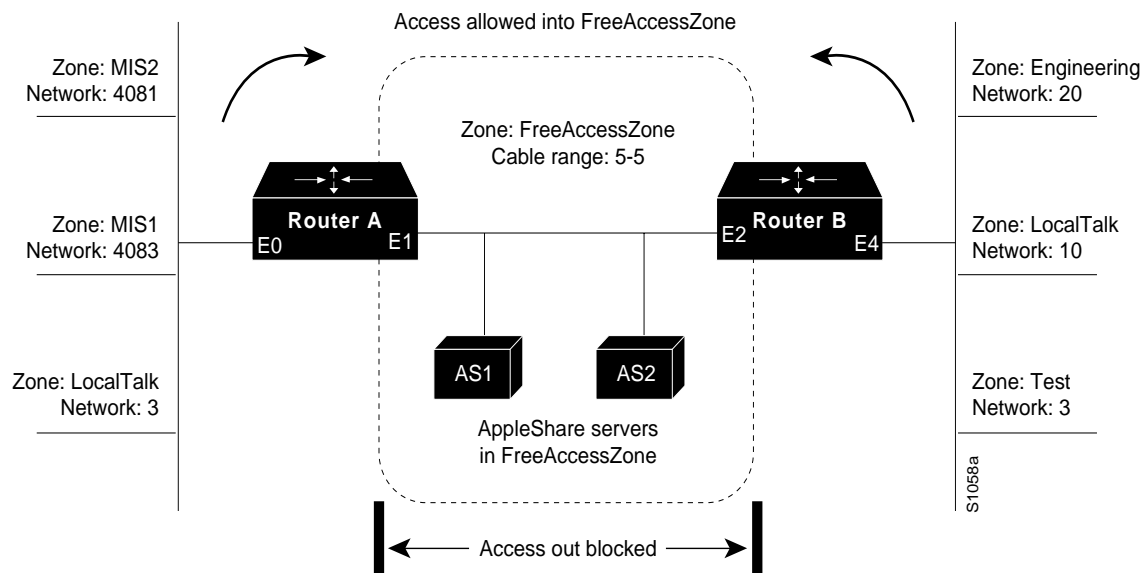 Access allowed into FreeAccessZone
Zone: MIS2
Network: 4081
Zone: Engineering
Network: 20
Zone: FreeAccessZone
Cable range: 5-5
Zone: MIS1
Network: 4083
Router A
E0
E1
E2
Router B
E4
Zone: LocalTalk
Network: 10
Zone: LocalTalk
Network: 3
AS1
AS2
Zone: Test
Network: 3
AppleShare servers
in FreeAccessZone
S1058a
Access out blocked